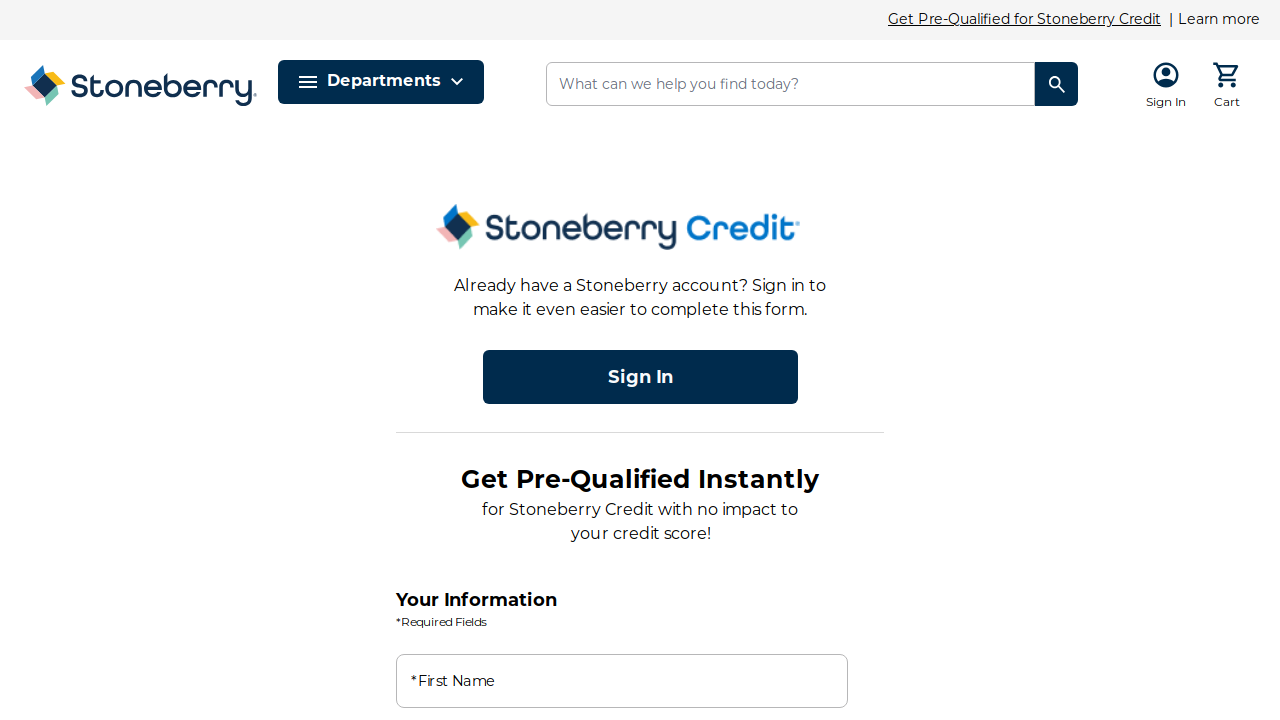 Get Pre-Qualified for Stoneberry Credit | Learn more
Stoneberry
Departments
What can we help you find today?
Sign In
Cart
Stoneberry Credit
Already have a Stoneberry account? Sign in to
make it even easier to complete this form.
Sign In
Get Pre-Qualified Instantly
for Stoneberry Credit with no impact to
your credit score!
Your Information
*Required Fields
*First Name